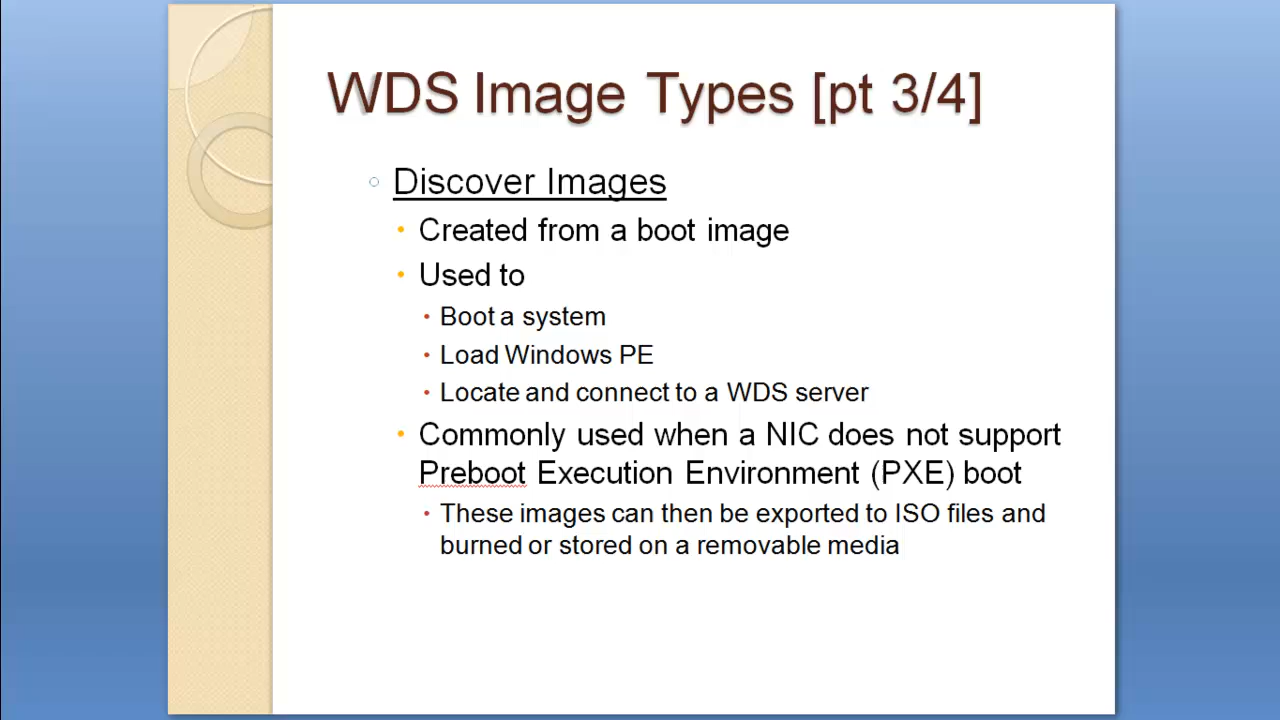 WDS Image Types [pt 3/4]
Discover Images
Created from a boot image
Used to
Boot a system
Load Windows PE
Locate and connect to a WDS server
Commonly used when a NIC does not support
Preboot Execution Environment (PXE) boot
These images can then be exported to ISO files and
burned or stored on a removable media